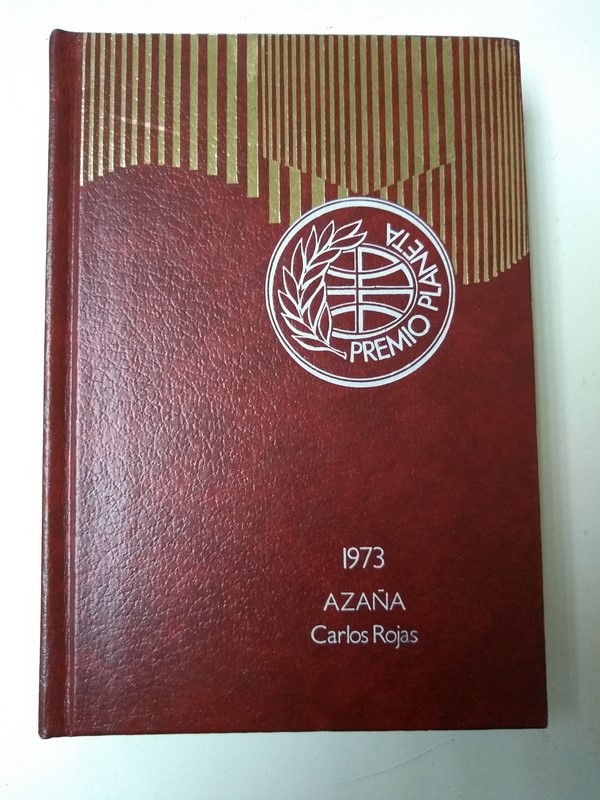 PREMIO PLANETA
1973
AZAÑA
Carlos Rojas